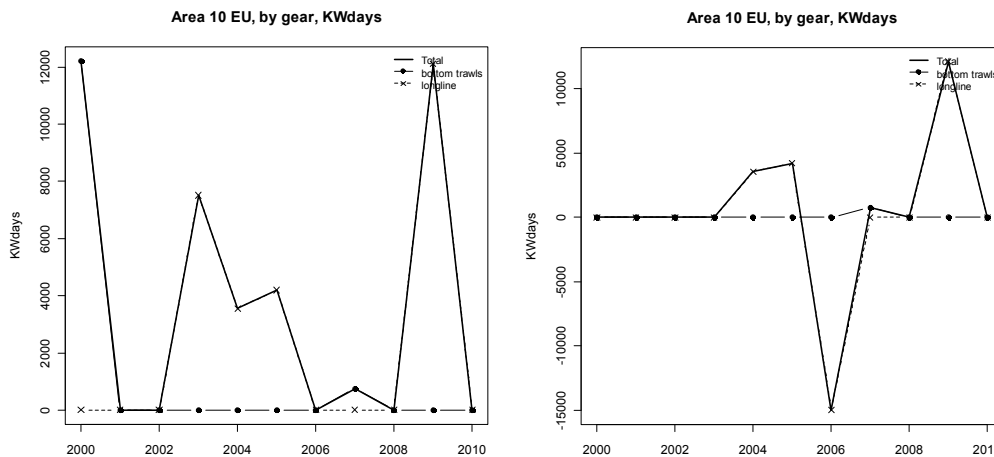 Area 10 EU, by gear, KWdays
Total
bottom trawls
longline
KWdays
12000
10000
8000
6000
4000
2000
0
2000 2002 2004 2006 2008 2010
Area 10 EU, by gear, KWdays
Total
bottom trawls
longline
KWdays
10000
5000
0
-5000
-10000
-15000
2000 2002 2004 2006 2008 201